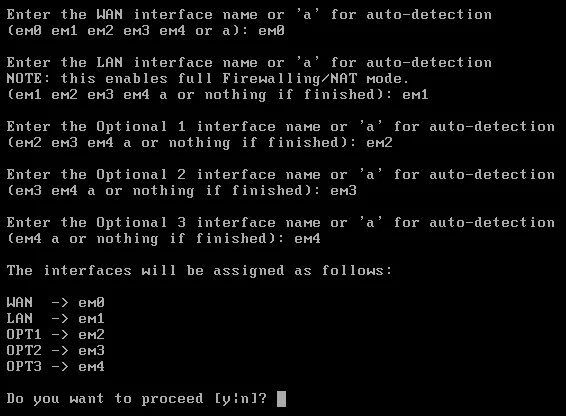 Enter the WAN interface name or 'a' for auto-detection
(em0 em1 em2 em3 em4 or a): em0
Enter the LAN interface name or 'a' for auto-detection
NOTE: this enables full Firewalling/NAT mode.
(em1 em2 em3 em4 a or nothing if finished): em1
Enter the Optional 1 interface name or 'a' for auto-detection
(em2 em3 em4 a or nothing if finished): em2
Enter the Optional 2 interface name or 'a' for auto-detection
(em3 em4 a or nothing if finished): em3
Enter the Optional 3 interface name or 'a' for auto-detection
(em4 a or nothing if finished): em4
The interfaces will be assigned as follows:
WAN  -> em0
LAN  -> em1
OPT1 -> em2
OPT2 -> em3
OPT3 -> em4
Do you want to proceed [y¦n]?